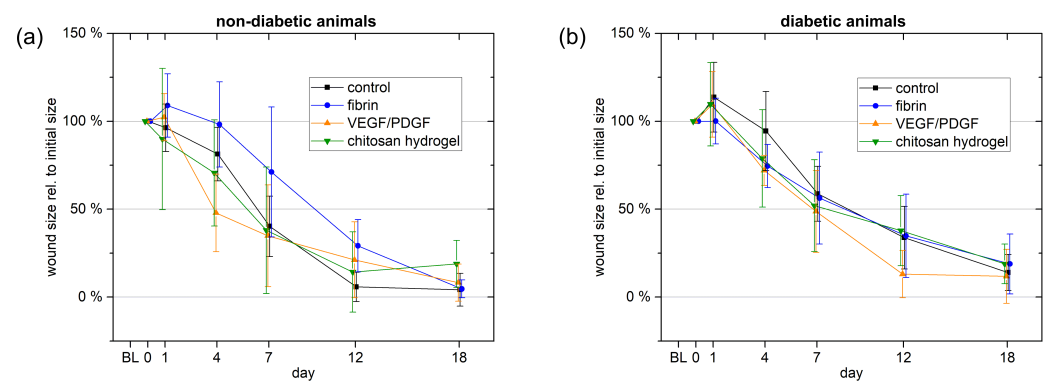 non-diabetic animals
(a)
150 %
100 %
50 %
0 %
wound size rel. to initial size
control
fibrin
VEGF/PDGF
chitosan hydrogel
BL 0 1 4 7 12 18
day
diabetic animals
(b)
150 %
100 %
50 %
0 %
wound size rel. to initial size
control
fibrin
VEGF/PDGF
chitosan hydrogel
BL 0 1 4 7 12 18
day